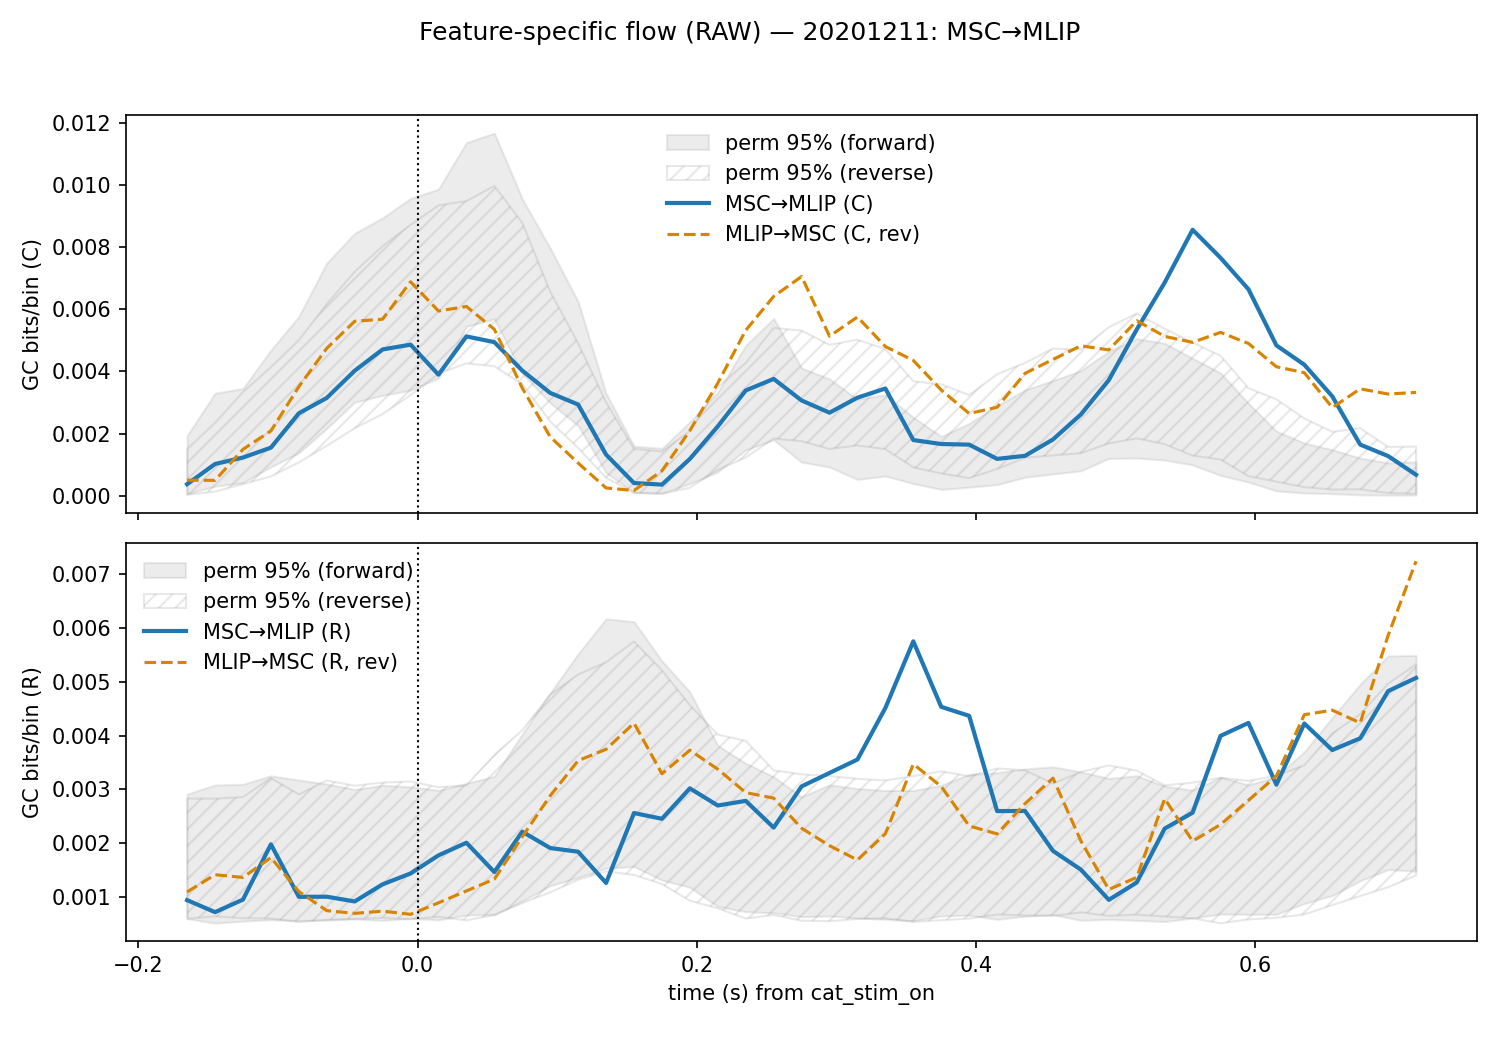 Feature-specific flow (RAW) — 20201211: MSC→MLIP
GC bits/bin (C)
0.012
0.010
0.008
0.006
0.004
0.002
0.000
perm 95% (forward)
perm 95% (reverse)
MSC→MLIP (C)
MLIP→MSC (C, rev)
GC bits/bin (R)
0.007
0.006
0.005
0.004
0.003
0.002
0.001
perm 95% (forward)
perm 95% (reverse)
MSC→MLIP (R)
MLIP→MSC (R, rev)
−0.2 0.0 0.2 0.4 0.6
time (s) from cat_stim_on